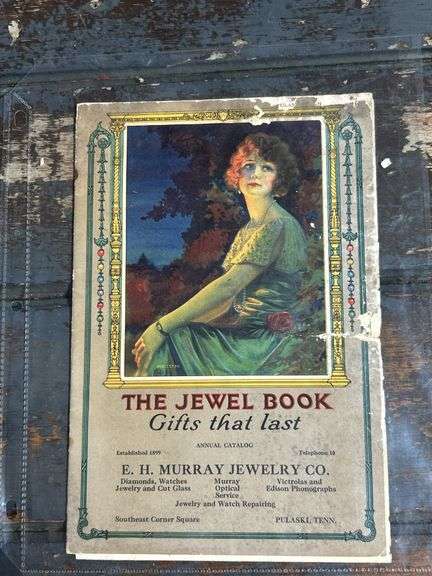 THE JEWEL BOOK
Gifts that last
ANNUAL CATALOG
Established 1899 Telephone 10
E. H. MURRAY JEWELRY CO.
Diamonds, Watches Murray Victrolas and
Jewelry and Cut Glass Optical Edison Phonographs
Service
Jewelry and Watch Repairing
Southeast Corner Square PULASKI, TENN.